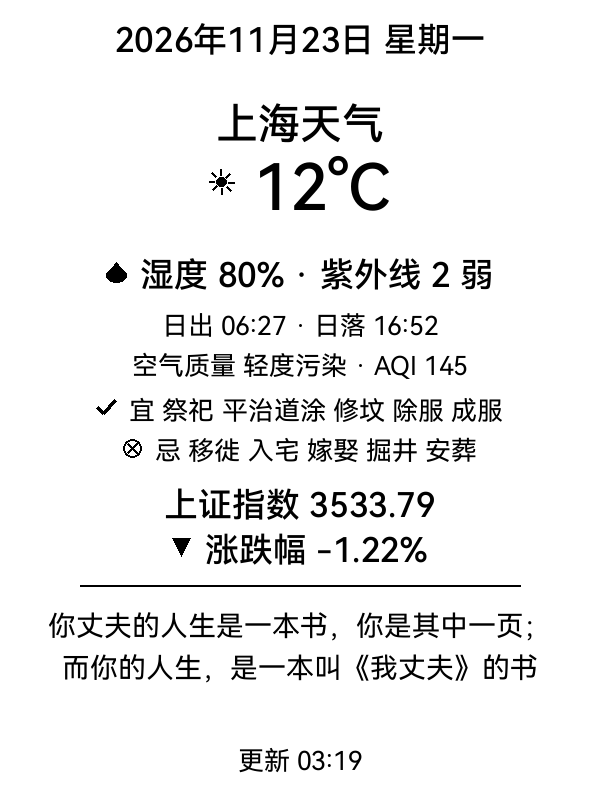 2026年11月23日 星期一
上海天气
12°C
湿度 80% · 紫外线 2 弱
日出 06:27 · 日落 16:52
空气质量 轻度污染 · AQI 145
宜 祭祀 平治道涂 修坟 除服 成服
忌 移徙 入宅 嫁娶 掘井 安葬
上证指数 3533.79
涨跌幅 -1.22%
你丈夫的人生是一本书，你是其中一页；
而你的人生，是一本叫《我丈夫》的书
更新 03:19